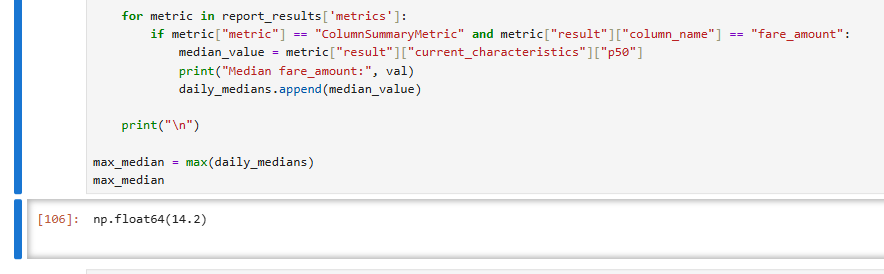 for metric in report_results['metrics']:
if metric["metric"] == "ColumnSummaryMetric" and metric["result"]["column_name"] == "fare_amount":
median_value = metric["result"]["current_characteristics"]["p50"]
print("Median fare_amount:", val)
daily_medians.append(median_value)
print("\n")
max_median = max(daily_medians)
max_median
[106]: np.float64(14.2)